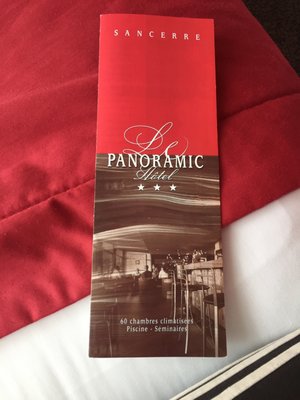 SANCERRE
Le
PANORAMIC
Hôtel
★ ★ ★
60 chambres climatisées
Piscine - Séminaires